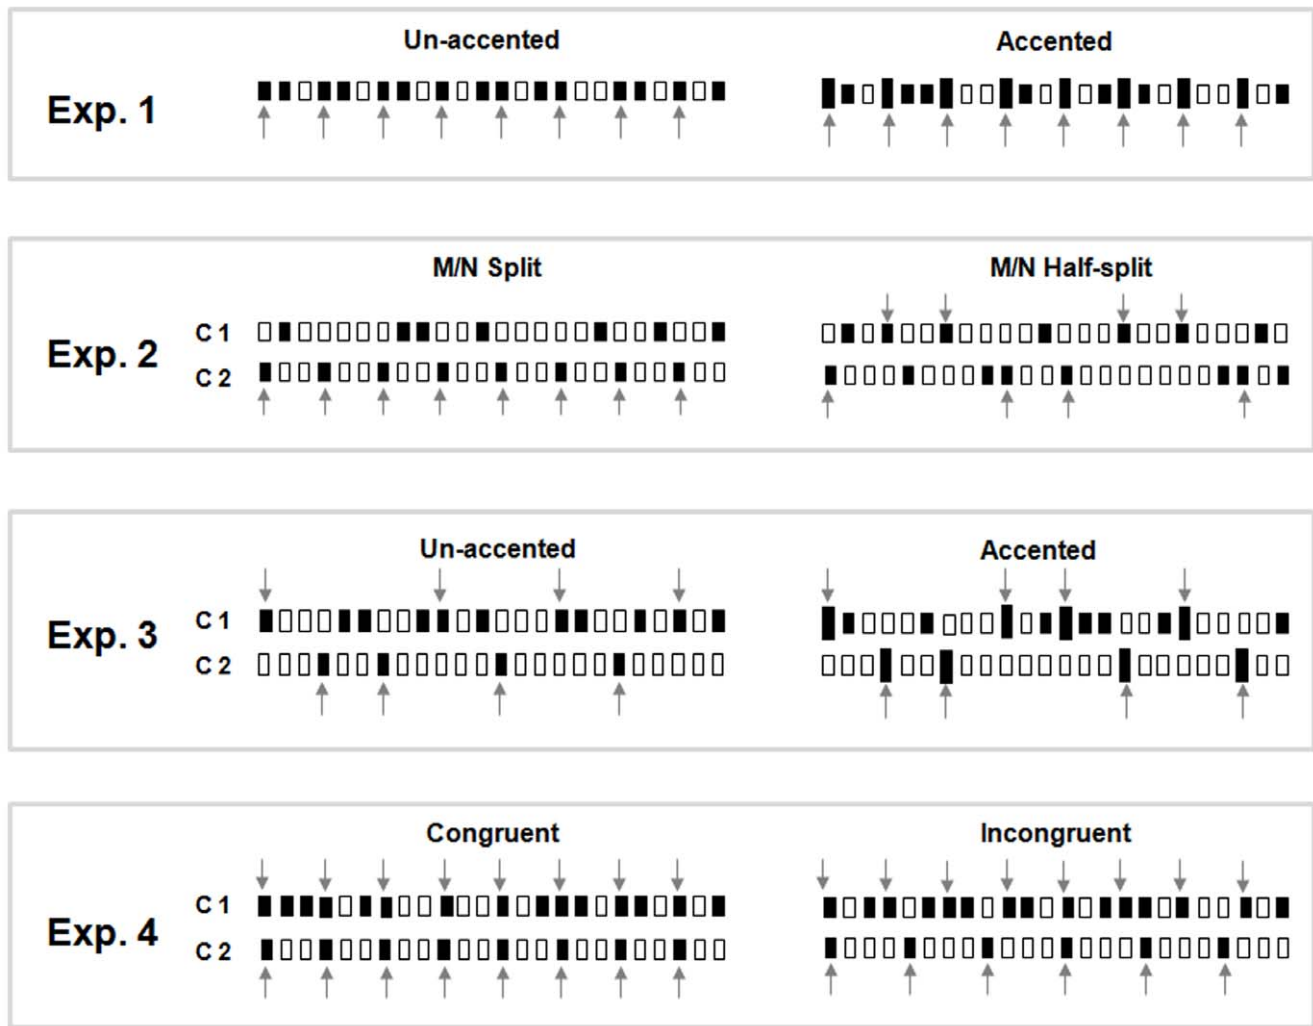 Exp. 1
Un-accented
Accented
Exp. 2
M/N Split
M/N Half-split
C 1
C 2
Exp. 3
Un-accented
Accented
C 1
C 2
Exp. 4
Congruent
Incongruent
C 1
C 2